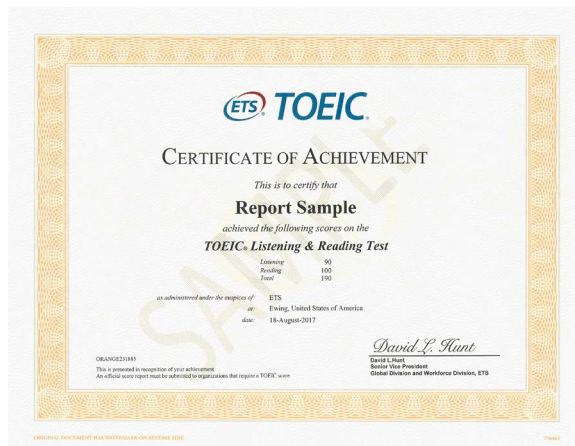 ETS® TOEIC®
CERTIFICATE OF ACHIEVEMENT
This is to certify that
Report Sample
achieved the following scores on the
TOEIC® Listening & Reading Test
Listening 90
Reading 100
Total 190
as administered under the auspices of: ETS
at: Ewing, United States of America
date: 18-August-2017
SAMPLE
David L. Hunt
David L.Hunt
Senior Vice President
Global Division and Workforce Division, ETS
ORANGE251885
This is presented in recognition of your achievement.
An official score report must be submitted to organizations that require a TOEIC score.
ORIGINAL DOCUMENT HAS WATERMARK ON REVERSE SIDE